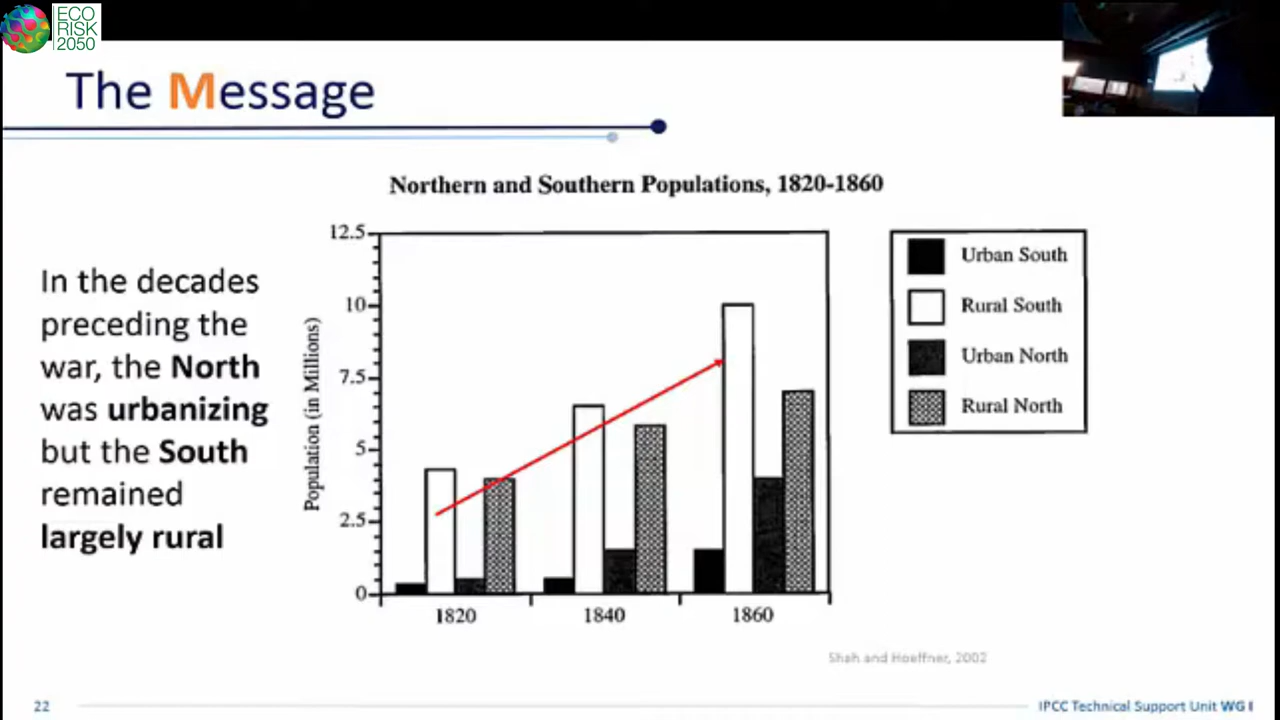 ECO
RISK
2050
The Message
Northern and Southern Populations, 1820-1860
In the decades
preceding the
war, the North
was urbanizing
but the South
remained
largely rural
Population (in Millions)
12.5
10
7.5
5
2.5
0
1820
1840
1860
Urban South
Rural South
Urban North
Rural North
Shah and Hoeffner, 2002
22
IPCC Technical Support Unit WG I